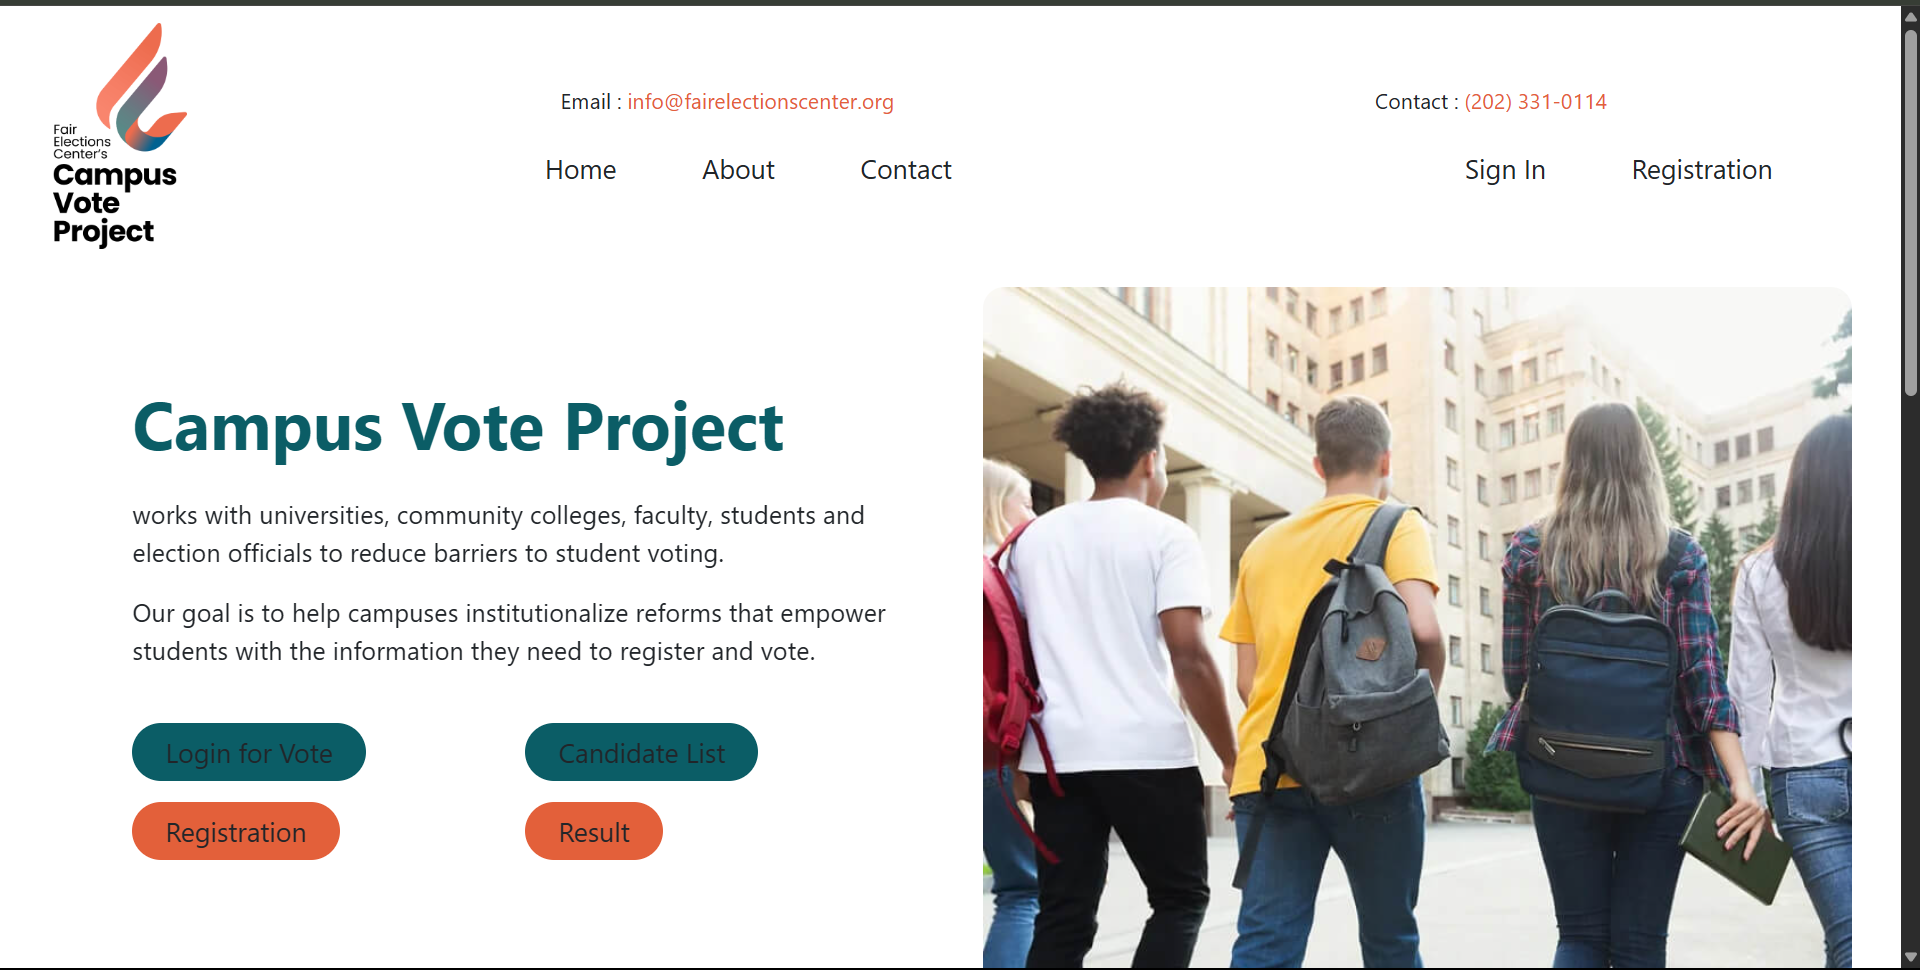 Fair
Elections
Center's
Campus
Vote
Project
Email : info@fairelectionscenter.org
Contact : (202) 331-0114
Home
About
Contact
Sign In
Registration
Campus Vote Project
works with universities, community colleges, faculty, students and
election officials to reduce barriers to student voting.
Our goal is to help campuses institutionalize reforms that empower
students with the information they need to register and vote.
Login for Vote
Candidate List
Registration
Result